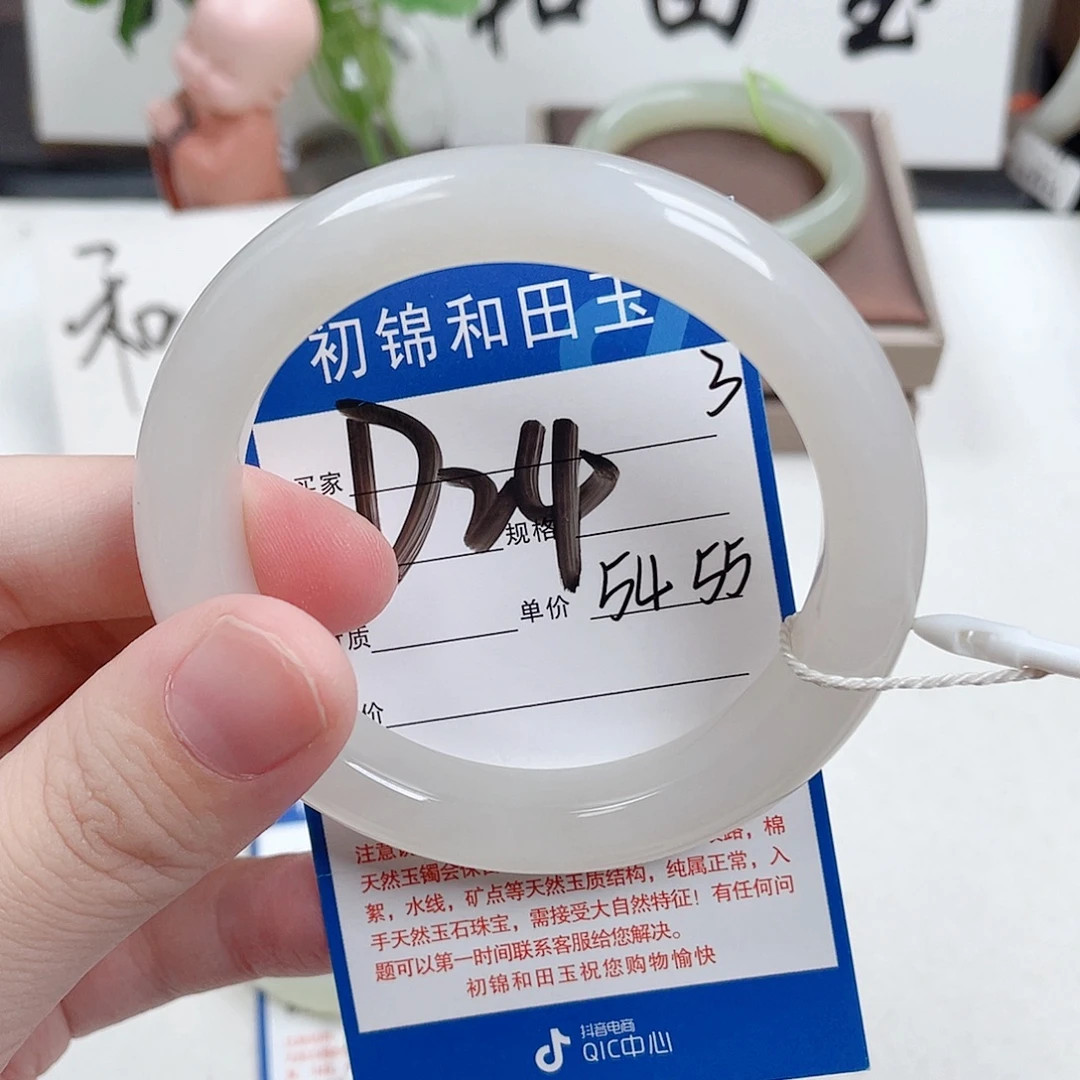 和田玉
和
初锦和田玉
3
买家
D24
规格
单价 54 55
质
价
注意
天然玉镯会
路，棉
絮，水线，矿点等天然玉质结构，纯属正常，入
手天然玉石珠宝，需接受大自然特征！有任何问
题可以第一时间联系客服给您解决。
初锦和田玉祝您购物愉快
抖音电商
QIC中心